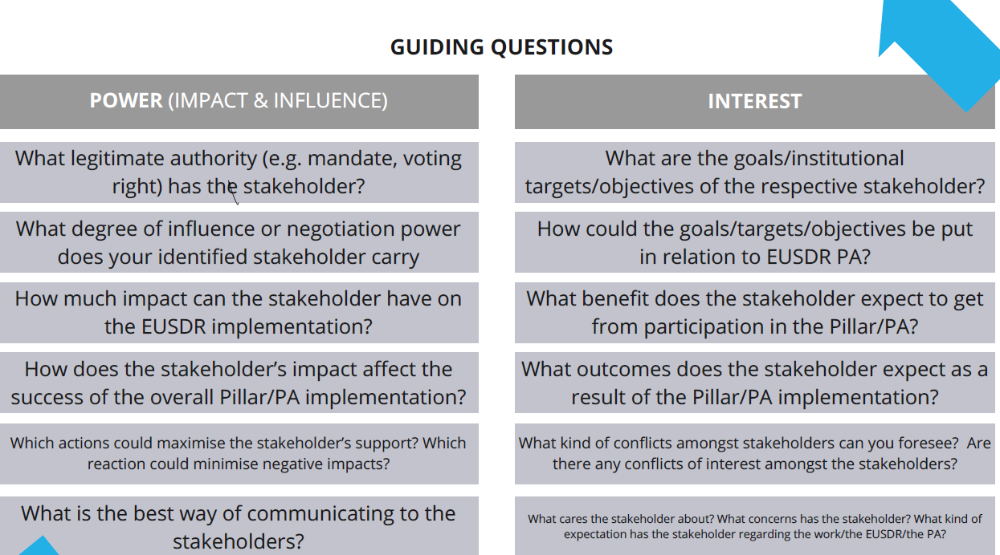 GUIDING QUESTIONS
POWER (IMPACT & INFLUENCE)
What legitimate authority (e.g. mandate, voting
right) has the stakeholder?
What degree of influence or negotiation power
does your identified stakeholder carry
How much impact can the stakeholder have on
the EUSDR implementation?
How does the stakeholder’s impact affect the
success of the overall Pillar/PA implementation?
Which actions could maximise the stakeholder’s support? Which
reaction could minimise negative impacts?
What is the best way of communicating to the
stakeholders?
INTEREST
What are the goals/institutional
targets/objectives of the respective stakeholder?
How could the goals/targets/objectives be put
in relation to EUSDR PA?
What benefit does the stakeholder expect to get
from participation in the Pillar/PA?
What outcomes does the stakeholder expect as a
result of the Pillar/PA implementation?
What kind of conflicts amongst stakeholders can you foresee? Are
there any conflicts of interest amongst the stakeholders?
What cares the stakeholder about? What concerns has the stakeholder? What kind of
expectation has the stakeholder regarding the work/the EUSDR/the PA?